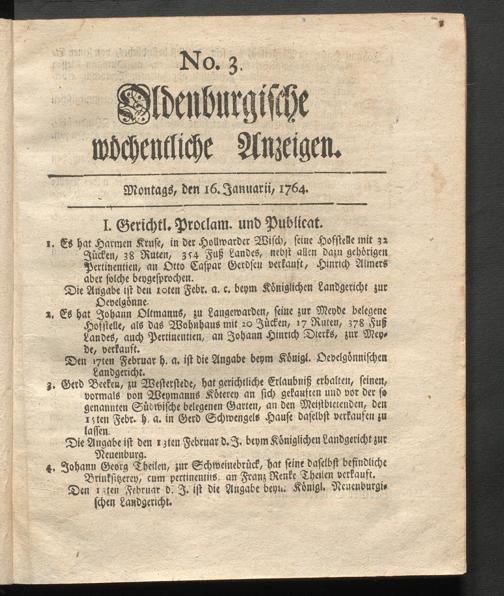 No. 3.
Oldenburgische
wöchentliche Anzeigen.
Montags, den 16. Januarii, 1764.
I. Gerichtl. Proclam. und Publicat.
1. Es hat Harmen Kruse, in der Hollwarder Wisch, seine Hofstelle mit 32
Jücken, 38 Ruten, 354 Fuß Landes, nebst allen dazu gehörigen
Pertinentien, an Otto Caspar Gerdsen verkauft, Hinrich Almers
aber solche beygesprochen.
Die Angabe ist den 10ten Febr. a. c. beym Königlichen Landgericht zur
Oevelgönne.
2. Es hat Johann Oltmanns, zu Langewarden, seine zur Meyde belegene
Hofstelle, als das Wohnhaus mit 20 Jücken, 17 Ruten, 378 Fuß
Landes, auch Pertinentien, an Johann Hinrich Dierks, zur Mey-
de, verkauft.
Den 17ten Februar h. a. ist die Angabe beym Königl. Oevelgönnischen
Landgericht.
3. Gerd Beeken, zu Westerstede, hat gerichtliche Erlaubniß erhalten, seinen,
vormals von Weymanns Köterey an sich gekauften und vor der so
genannten Südwische belegenen Garten, an den Meistbietenden, den
15ten Febr. h. a. in Gerd Schwengels Hause daselbst verkaufen zu
lassen.
Die Angabe ist den 13ten Februar d. J. beym Königlichen Landgericht zur
Neuenburg.
4. Johann Georg Theilen, zur Schweinebrück, hat seine daselbst befindliche
Brinksitzerey, cum pertinentiis, an Franz Renke Theilen verkauft.
Den ten Februar d. J. ist die Angabe beym Königl. Neuenburgi-
schen Landgericht.